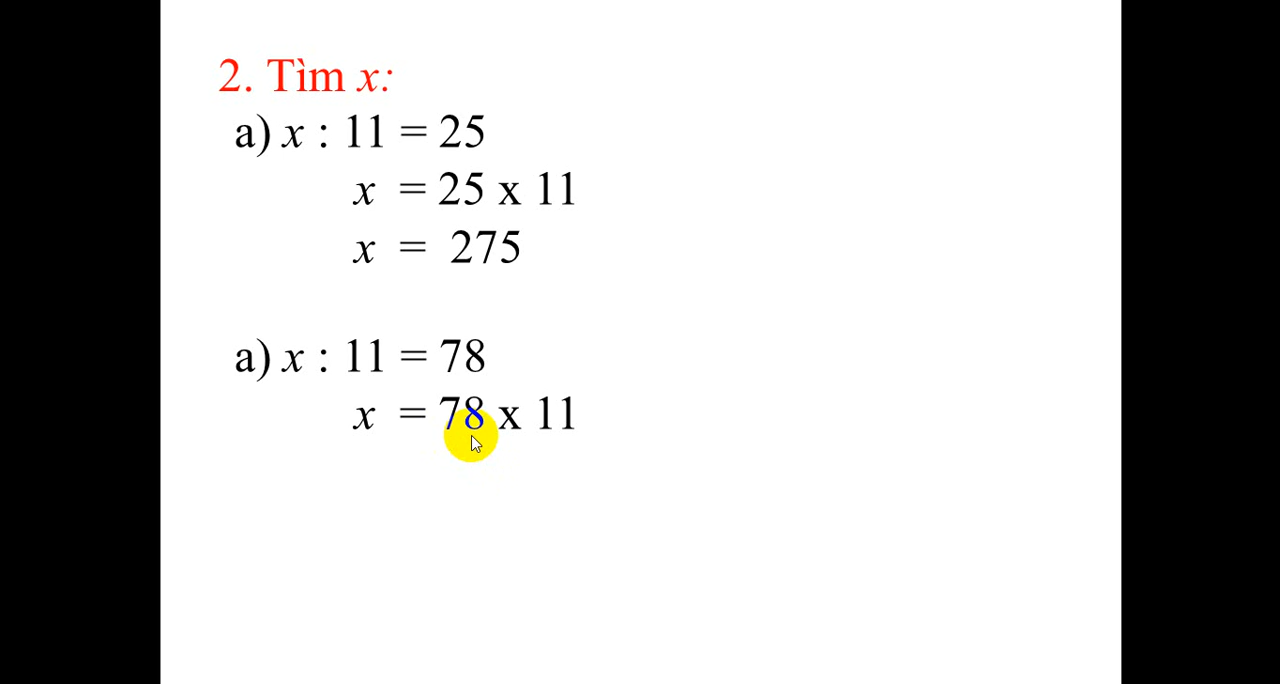 2. Tìm x:
a) x : 11 = 25
x = 25 x 11
x = 275
a) x : 11 = 78
x = 78 x 11